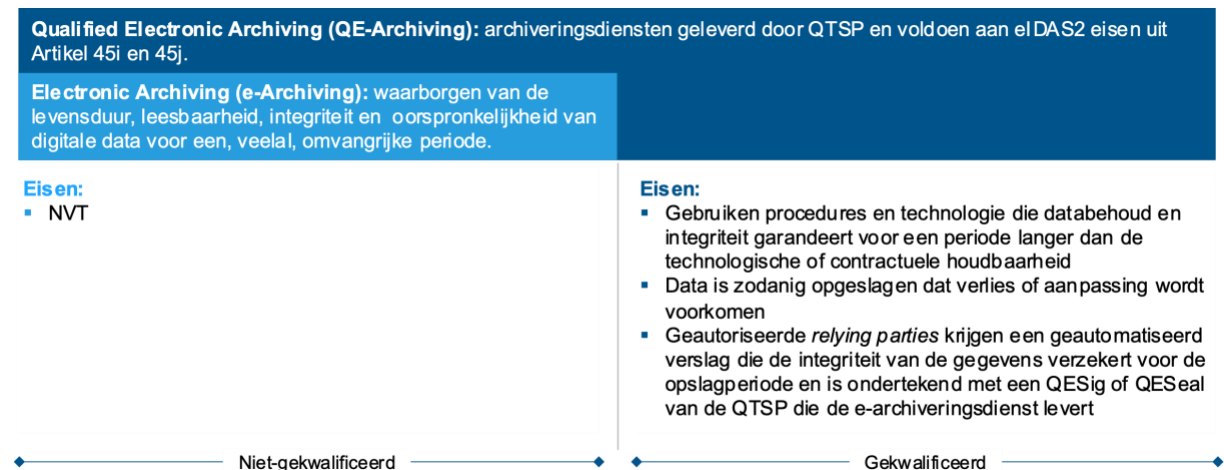 Qualified Electronic Archiving (QE-Archiving): archiveringsdiensten geleverd door QTSP en voldoen aan eIDAS2 eisen uit
Artikel 45i en 45j.
Electronic Archiving (e-Archiving): waarborgen van de
levensduur, leesbaarheid, integriteit en oorspronkelijkheid van
digitale data voor een, veelal, omvangrijke periode.
Eisen:
▪ NVT
Eisen:
▪ Gebruiken procedures en technologie die databehoud en
integriteit garandeert voor een periode langer dan de
technologische of contractuele houdbaarheid
▪ Data is zodanig opgeslagen dat verlies of aanpassing wordt
voorkomen
▪ Geautoriseerde relying parties krijgen een geautomatiseerd
verslag die de integriteit van de gegevens verzekert voor de
opslagperiode en is ondertekend met een QESig of QESeal
van de QTSP die de e-archiveringsdienst levert
Niet-gekwalificeerd
Gekwalificeerd